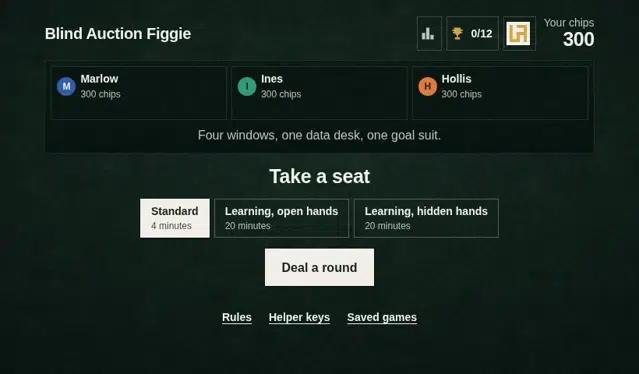 Blind Auction Figgie
0/12
Your chips
300
M
Marlow
300 chips
I
Ines
300 chips
H
Hollis
300 chips
Four windows, one data desk, one goal suit.
Take a seat
Standard
4 minutes
Learning, open hands
20 minutes
Learning, hidden hands
20 minutes
Deal a round
Rules
Helper keys
Saved games